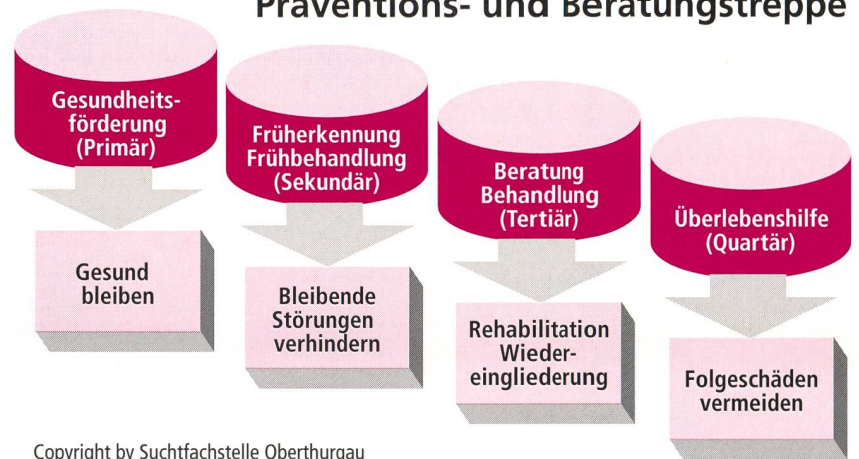 Präventions- und Beratungstreppe
Gesundheits-
förderung
(Primär)
Früherkennung
Frühbehandlung
(Sekundär)
Beratung
Behandlung
(Tertiär)
Überlebenshilfe
(Quartär)
Gesund
bleiben
Bleibende
Störungen
verhindern
Rehabilitation
Wieder-
eingliederung
Folgeschäden
vermeiden
Copyright by Suchtfachstelle Oberthurgau